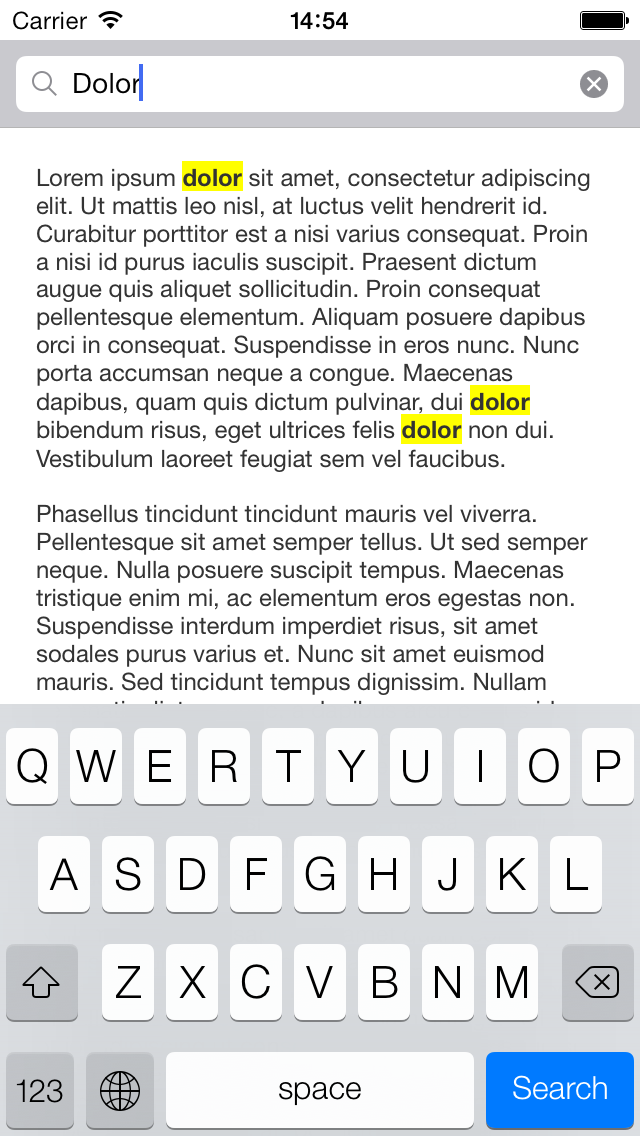 Carrier 14:54
Dolor
Lorem ipsum dolor sit amet, consectetur adipiscing
elit. Ut mattis leo nisl, at luctus velit hendrerit id.
Curabitur porttitor est a nisi varius consequat. Proin
a nisi id purus iaculis suscipit. Praesent dictum
augue quis aliquet sollicitudin. Proin consequat
pellentesque elementum. Aliquam posuere dapibus
orci in consequat. Suspendisse in eros nunc. Nunc
porta accumsan neque a congue. Maecenas
dapibus, quam quis dictum pulvinar, dui dolor
bibendum risus, eget ultrices felis dolor non dui.
Vestibulum laoreet feugiat sem vel faucibus.
Phasellus tincidunt tincidunt mauris vel viverra.
Pellentesque sit amet semper tellus. Ut sed semper
neque. Nulla posuere suscipit tempus. Maecenas
tristique enim mi, ac elementum eros egestas non.
Suspendisse interdum imperdiet risus, sit amet
sodales purus varius et. Nunc sit amet euismod
mauris. Sed tincidunt tempus dignissim. Nullam
Q W E R T Y U I O P
A S D F G H J K L
Z X C V B N M
123 space Search